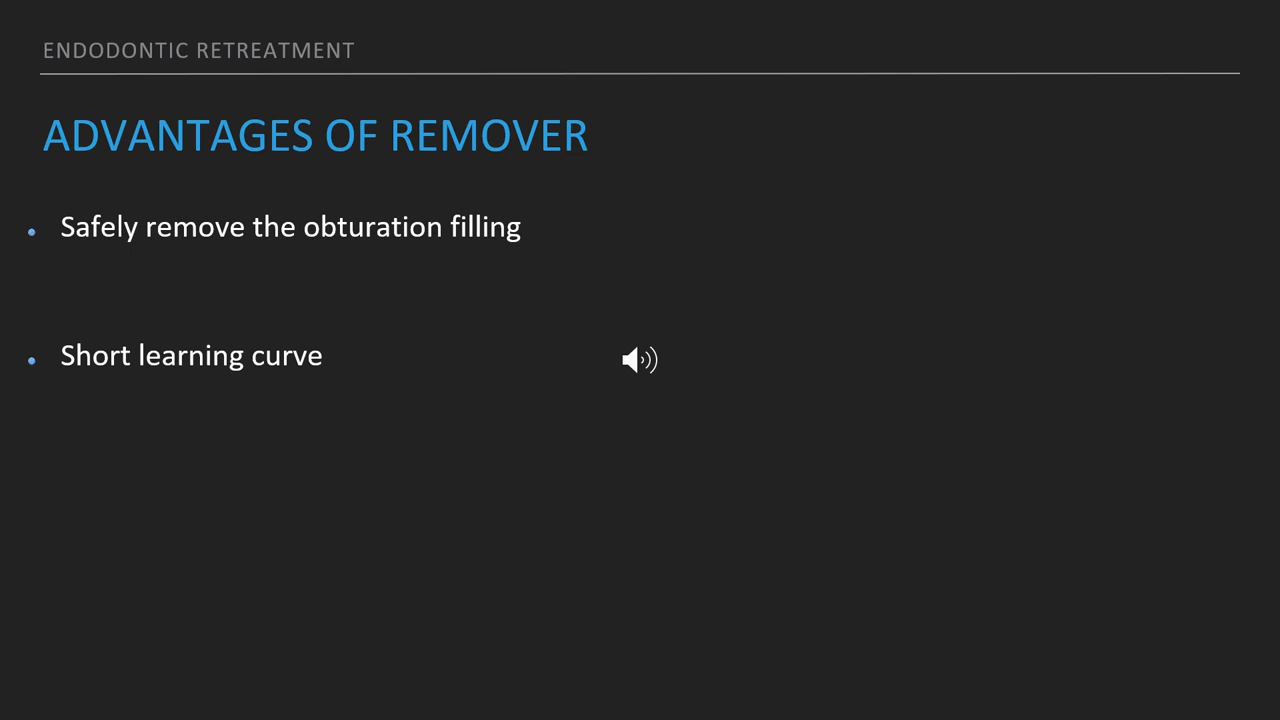 ENDODONTIC RETREATMENT
ADVANTAGES OF REMOVER
Safely remove the obturation filling
Short learning curve